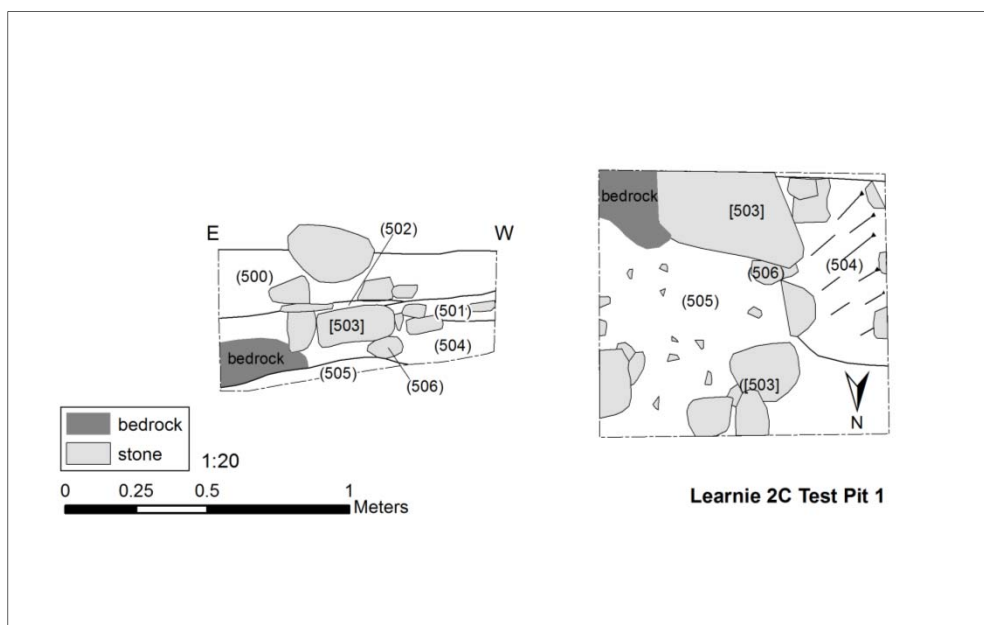 E
W
(502)
(500)
[503]
(501)
(504)
bedrock
(505)
(506)
bedrock
stone
1:20
0 0.25 0.5 1
Meters
bedrock
[503]
(506)
(504)
(505)
([503]
N
Learnie 2C Test Pit 1